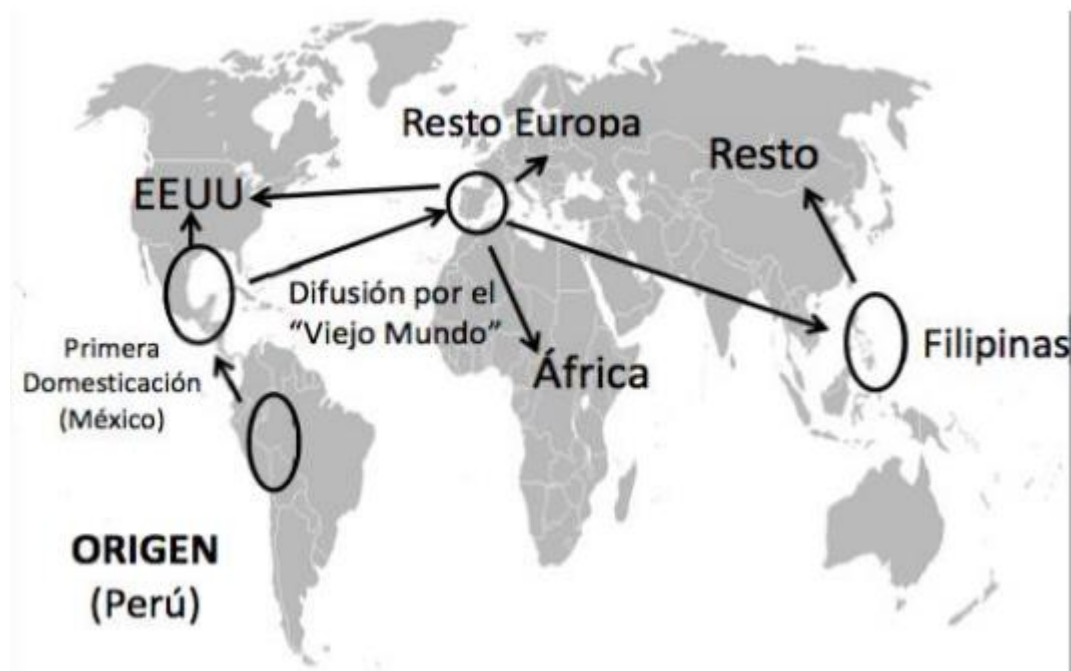 Resto Europa
Resto
EEUU
Difusión por el
“Viejo Mundo”
Filipinas
Primera
Domesticación
(México)
África
ORIGEN
(Perú)